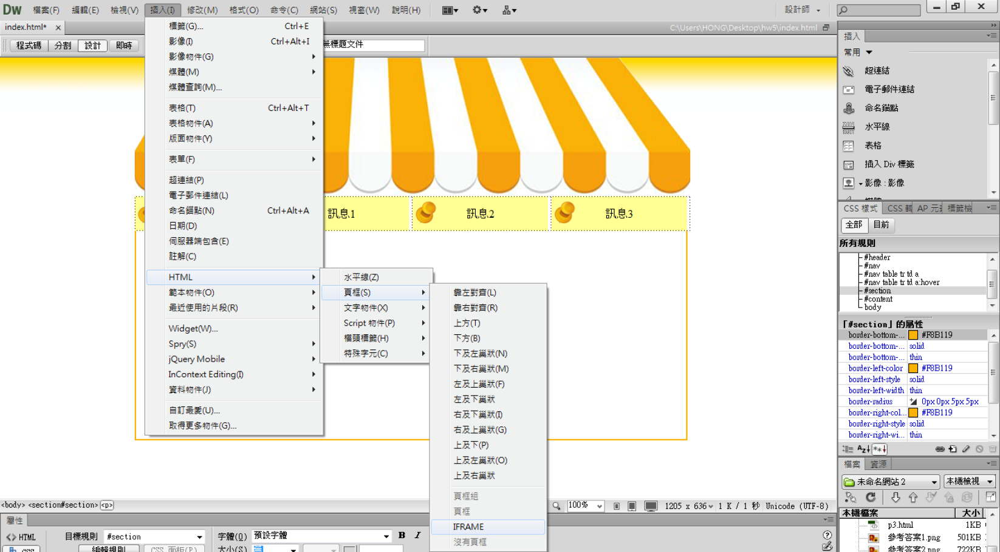 Dw 檔案(F) 編輯(E) 檢視(V) 插入(I) 修改(M) 格式(O) 命令(C) 網站(S) 視窗(W) 說明(H) 設計師
index.html* × C:\Users\HONG\Desktop\hw5\index.html
程式碼 分割 設計 即時 無標題文件
標籤(G)... Ctrl+E
影像(I) Ctrl+Alt+I
影像物件(G)
媒體(M)
媒體查詢(M)...
表格(T) Ctrl+Alt+T
表格物件(A)
版面物件(Y)
表單(F)
超連結(P)
電子郵件連結(L)
命名錨點(N) Ctrl+Alt+A
日期(D)
伺服器端包含(E)
註解(C)
HTML
範本物件(O)
最近使用的片段(R)
Widget(W)...
Spry(S)
jQuery Mobile
InContext Editing(I)
資料物件(J)
自訂最愛(U)...
取得更多物件(G)...
訊息1 訊息2 訊息3
水平線(Z)
頁框(S)
文字物件(X)
Script 物件(P)
檔頭標籤(H)
特殊字元(C)
靠左對齊(L)
靠右對齊(R)
上方(T)
下方(B)
下及左巢狀(N)
下及右巢狀(M)
左及上巢狀(F)
左及下巢狀
右及下巢狀(I)
右及上巢狀(G)
上及下(P)
上及左巢狀(O)
上及右巢狀
頁框組
頁框
IFRAME
沒有頁框
插入
常用
超連結
電子郵件連結
命名錨點
水平線
表格
插入 Div 標籤
影像 : 影像
CSS 樣式 CSS 轉 AP 元 標籤檢
全部 目前
所有規則
#header
#nav
#nav table tr td a
#nav table tr td a:hover
#section
#content
body
「#section」的屬性
border-bottom-... #F8B119
border-bottom-... solid
border-bottom-... thin
border-left-color #F8B119
border-left-style solid
border-left-width thin
border-radius 0px 0px 5px 5px
border-right-col... #F8B119
border-right-style solid
border-right-wi... thin
檔案 資源
未命名網站 2 本機檢視
本機檔案 大小
p3.html 1KB
參考答案1.png 501KB
參考答案2.png 722KB
<body> <section#section> <p> 100% 1205 x 636 1 K / 1 秒 Unicode (UTF-8)
屬性
<> HTML 目標規則 #section 字體(O) 預設字體 B I
CSS 編輯規則 CSS 面板(P) 大小(S)